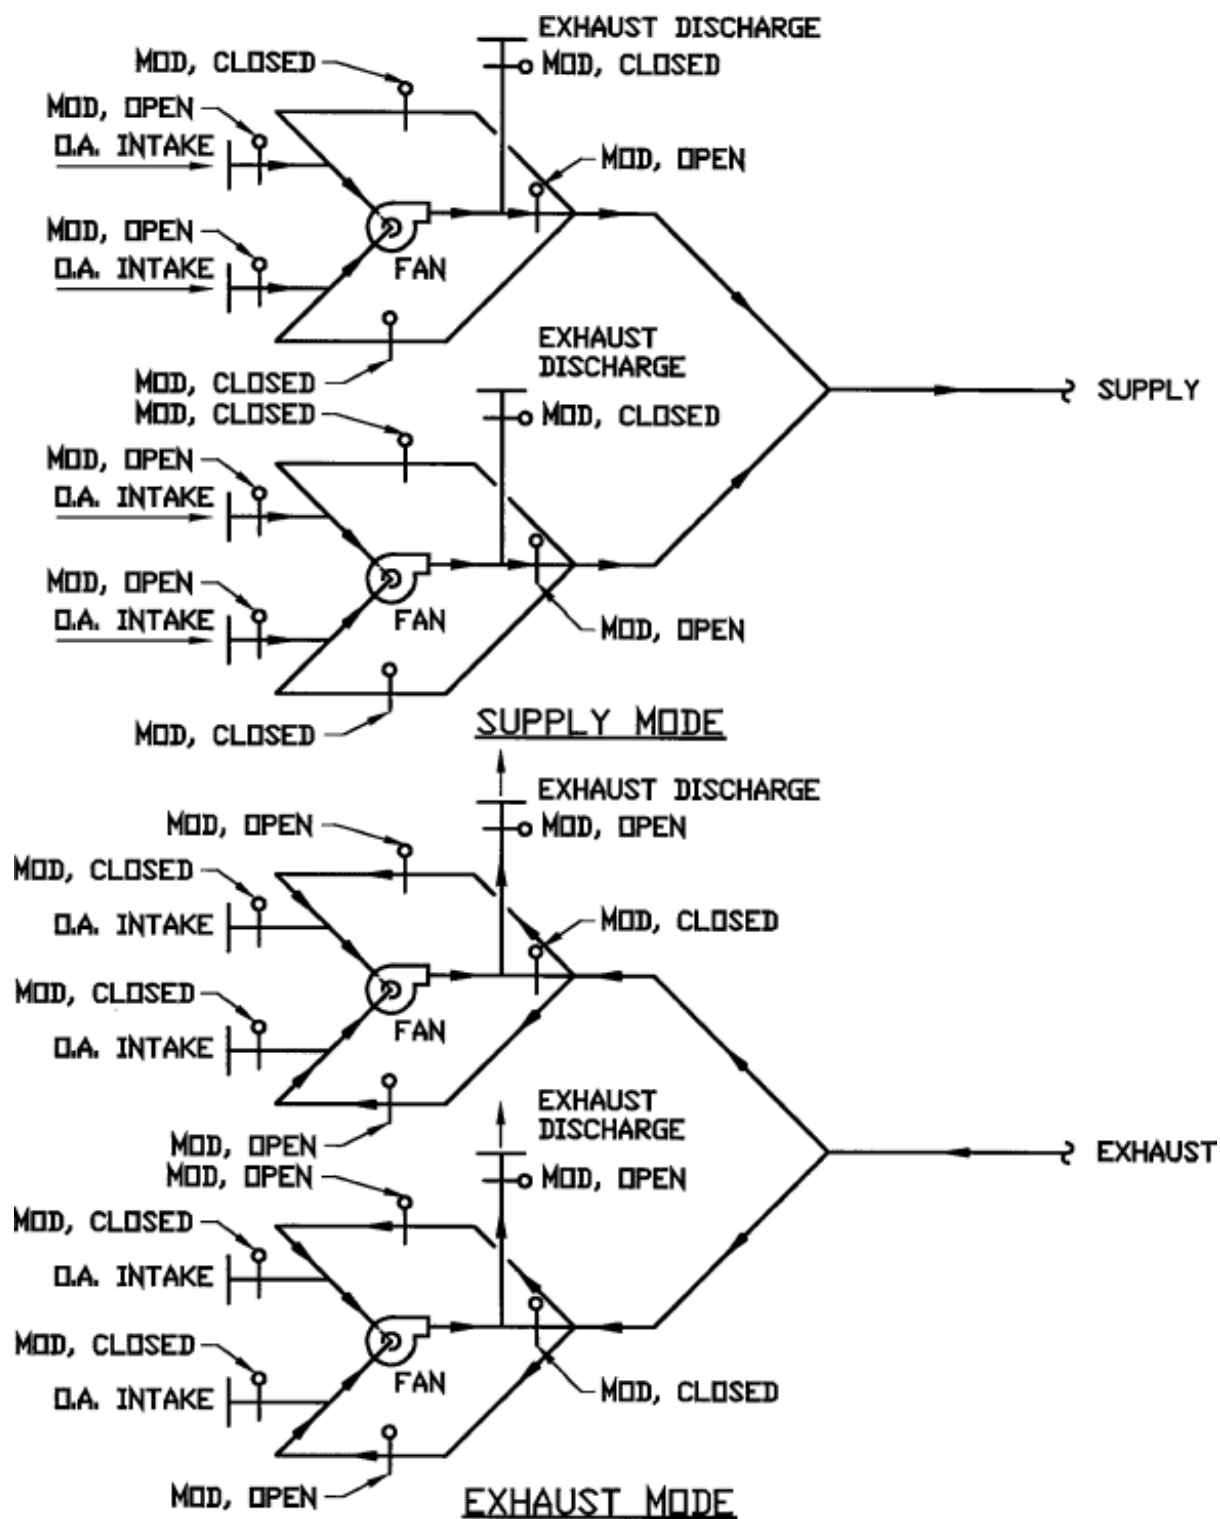 EXHAUST DISCHARGE
MOD, CLOSED
MOD, CLOSED
MOD, OPEN
O.A. INTAKE
MOD, OPEN
MOD, OPEN
O.A. INTAKE
FAN
EXHAUST
DISCHARGE
MOD, CLOSED
SUPPLY
MOD, CLOSED
MOD, CLOSED
MOD, OPEN
O.A. INTAKE
MOD, OPEN
O.A. INTAKE
FAN
MOD, OPEN
MOD, CLOSED
SUPPLY MODE
EXHAUST DISCHARGE
MOD, OPEN
MOD, OPEN
MOD, CLOSED
O.A. INTAKE
MOD, CLOSED
MOD, CLOSED
O.A. INTAKE
FAN
EXHAUST
DISCHARGE
MOD, OPEN
EXHAUST
MOD, OPEN
MOD, OPEN
MOD, CLOSED
O.A. INTAKE
MOD, CLOSED
O.A. INTAKE
FAN
MOD, CLOSED
MOD, OPEN
EXHAUST MODE